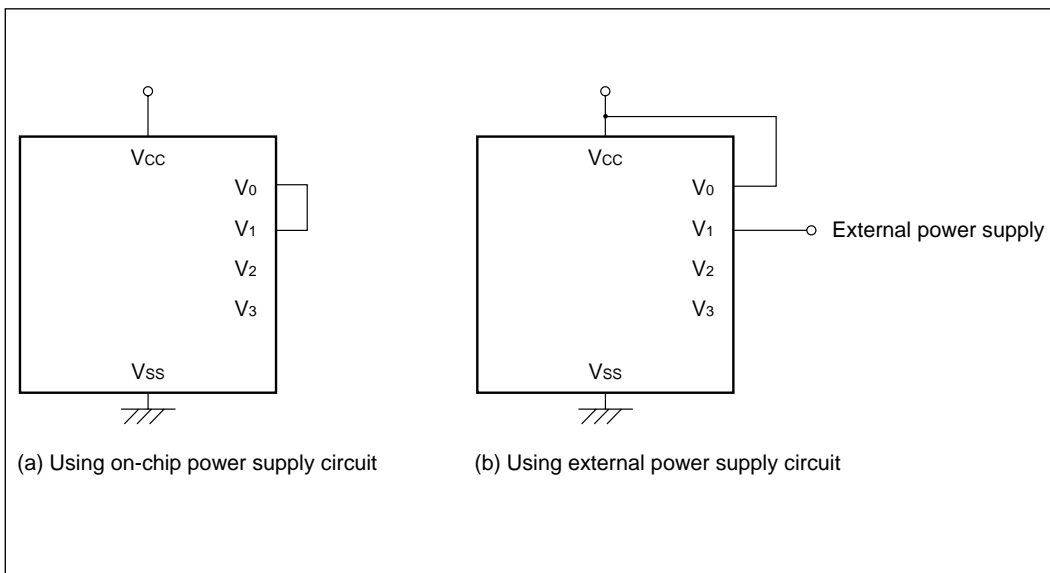 VCC
V0
V1
V2
V3
VSS
(a) Using on-chip power supply circuit
VCC
V0
V1
External power supply
V2
V3
VSS
(b) Using external power supply circuit